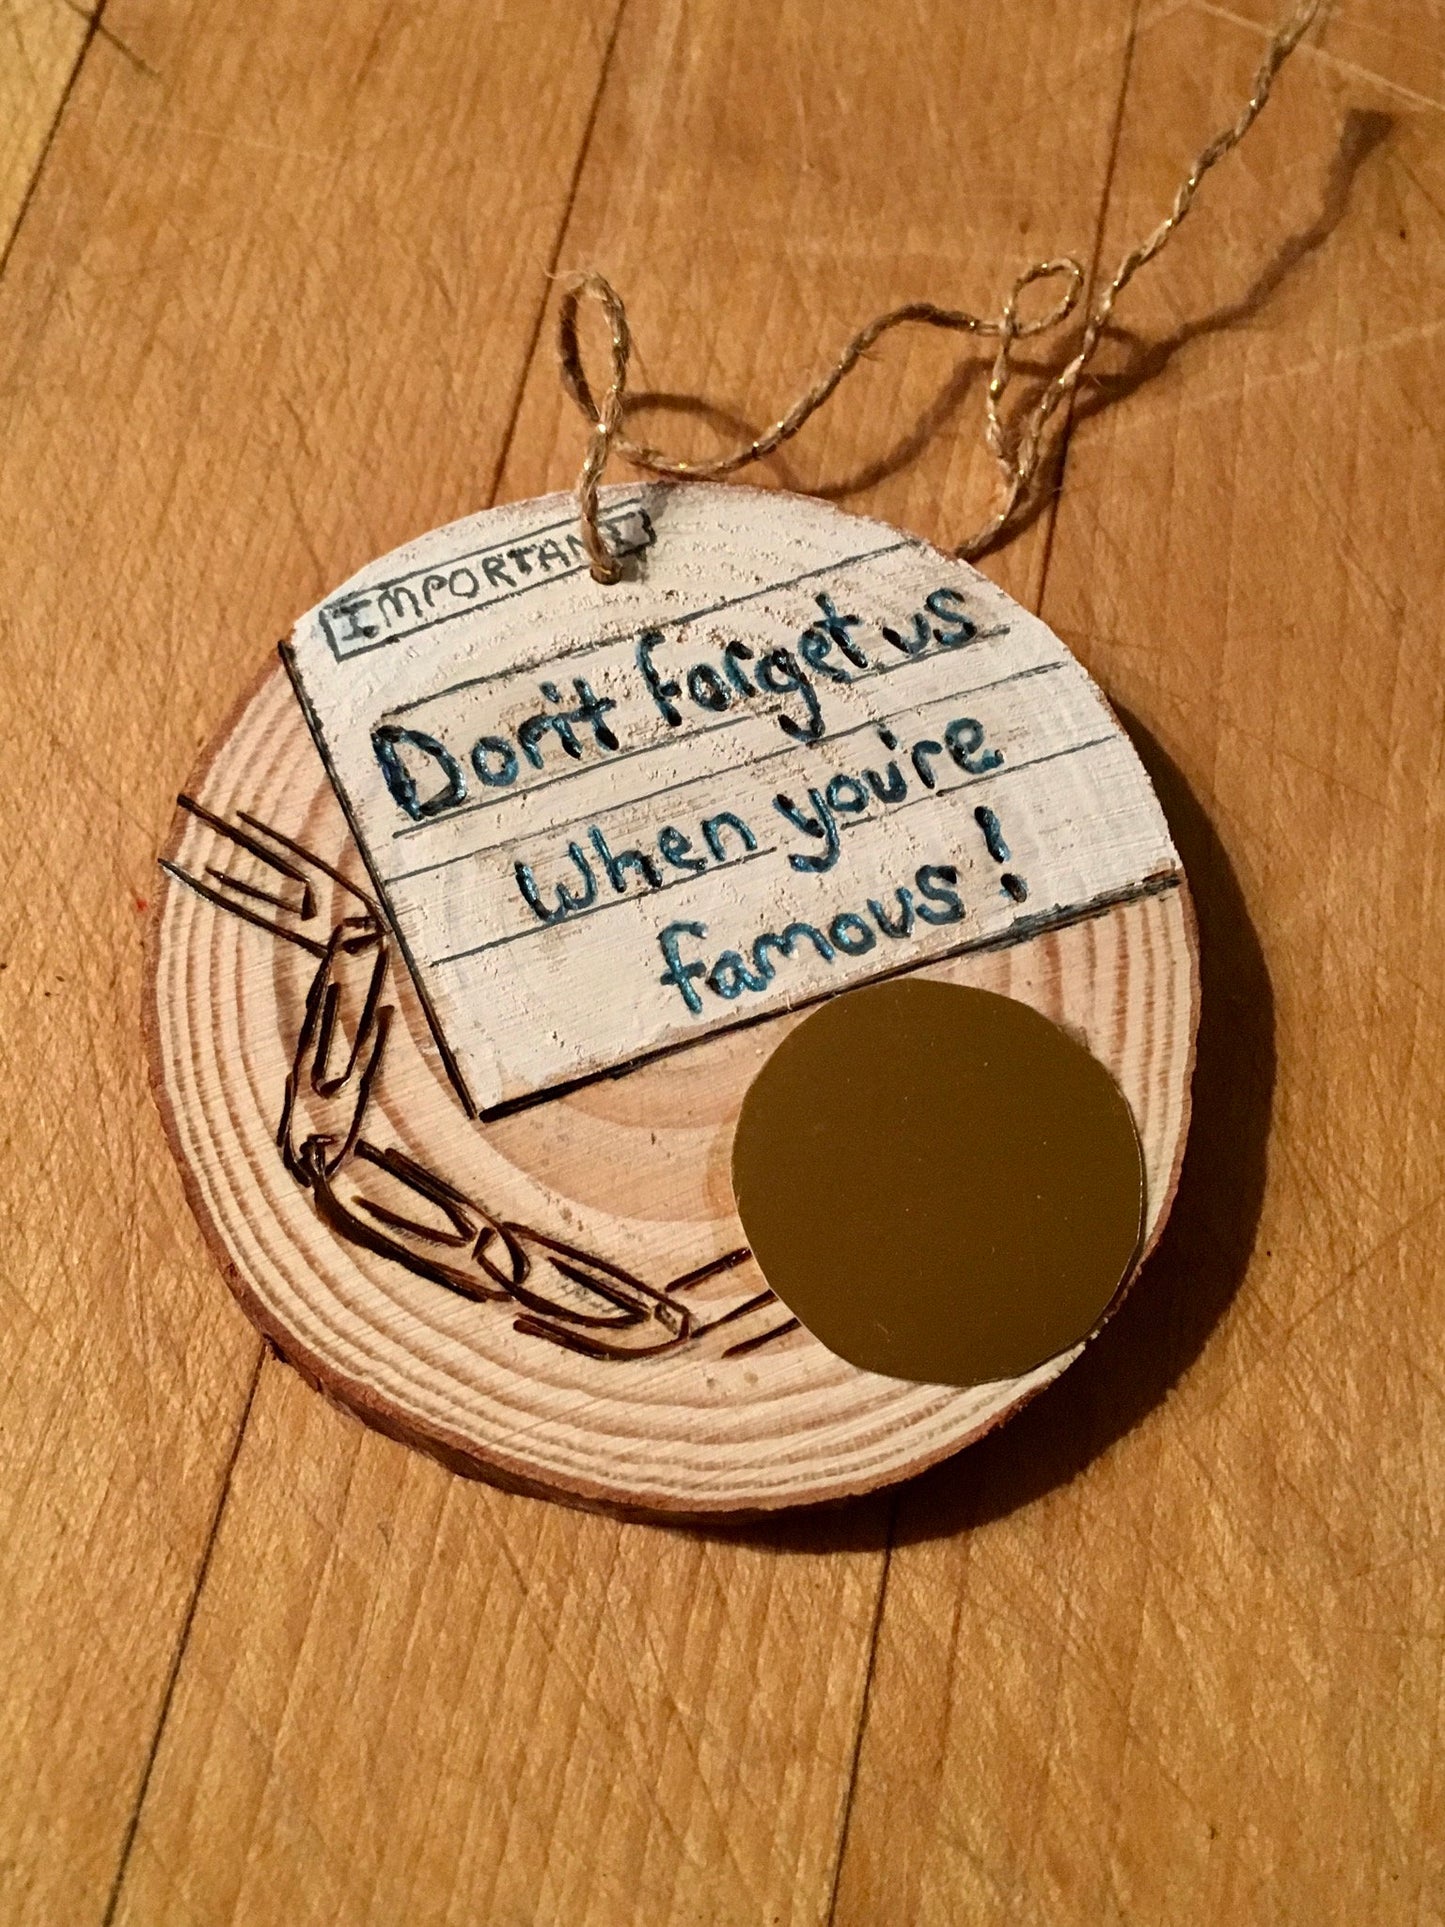 IMPORTANT
Don't forget us
when you're
famous!